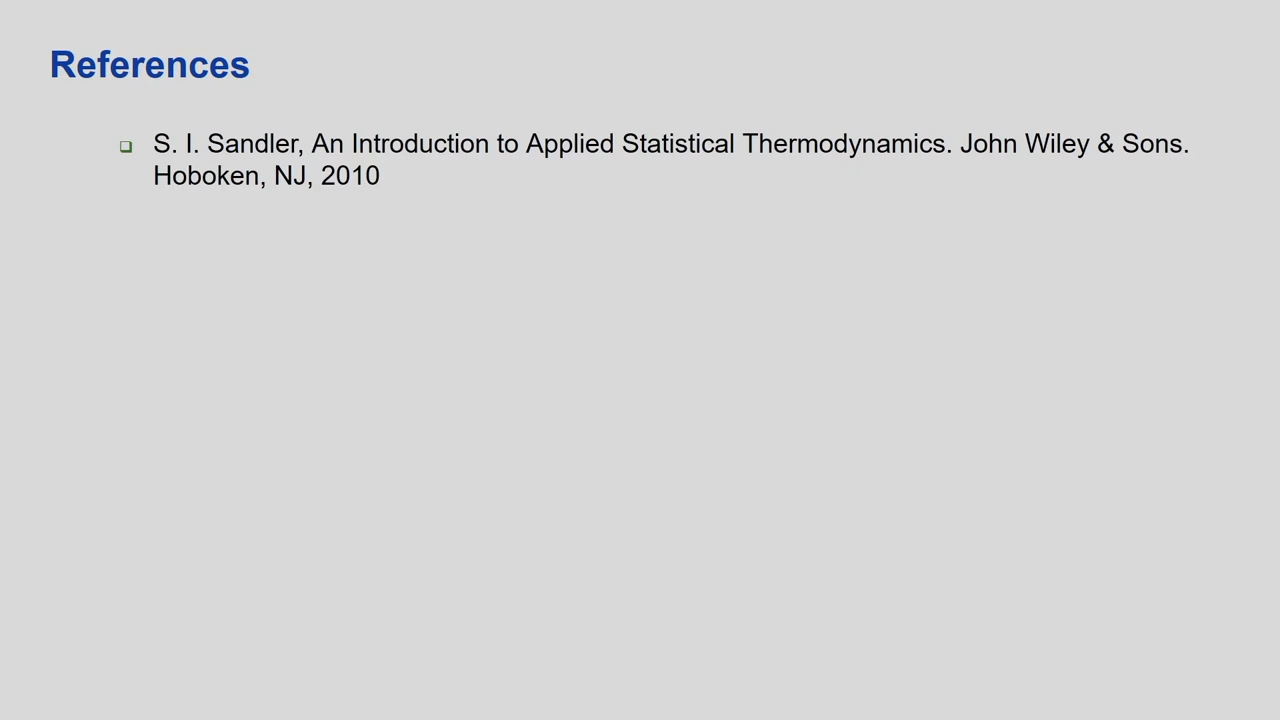 References
S. I. Sandler, An Introduction to Applied Statistical Thermodynamics. John Wiley & Sons.
Hoboken, NJ, 2010